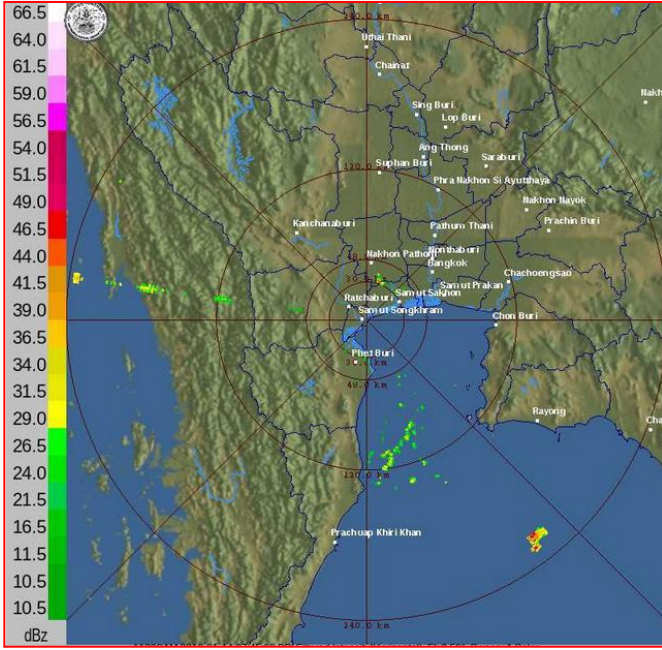 66.5
64.0
61.5
59.0
56.5
54.0
51.5
49.0
46.5
44.0
41.5
39.0
36.5
34.0
31.5
29.0
26.5
24.0
21.5
16.5
11.5
10.5
10.5
dBz
240.0 km
Uthai Thani
Chainat
Sing Buri
Lop Buri
Nakh
Ang Thong
120.0 km
Saraburi
Suphan Buri
Phra Nakhon Si Ayutthaya
Nakhon Nayok
Kanchanaburi
Pathum Thani
Prachin Buri
Nakhon Pathom
Nonthaburi
Bangkok
Chachoengsao
Samut Prakan
Ratchaburi
Samut Sakhon
Samut Songkhram
Chon Buri
Phet Buri
48.0 km
Rayong
Cha
120.0 km
Prachuap Khiri Khan
240.0 km